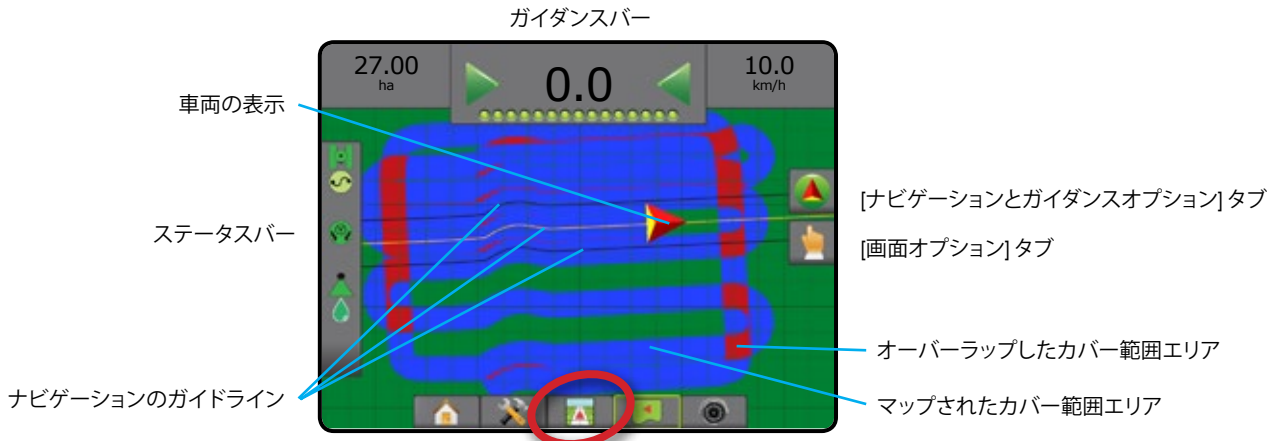 ガイダンスバー
27.00
ha
0.0
10.0
km/h
車両の表示
ステータスバー
ナビゲーションのガイドライン
[ナビゲーションとガイダンスオプション] タブ
[画面オプション] タブ
オーバーラップしたカバー範囲エリア
マップされたカバー範囲エリア